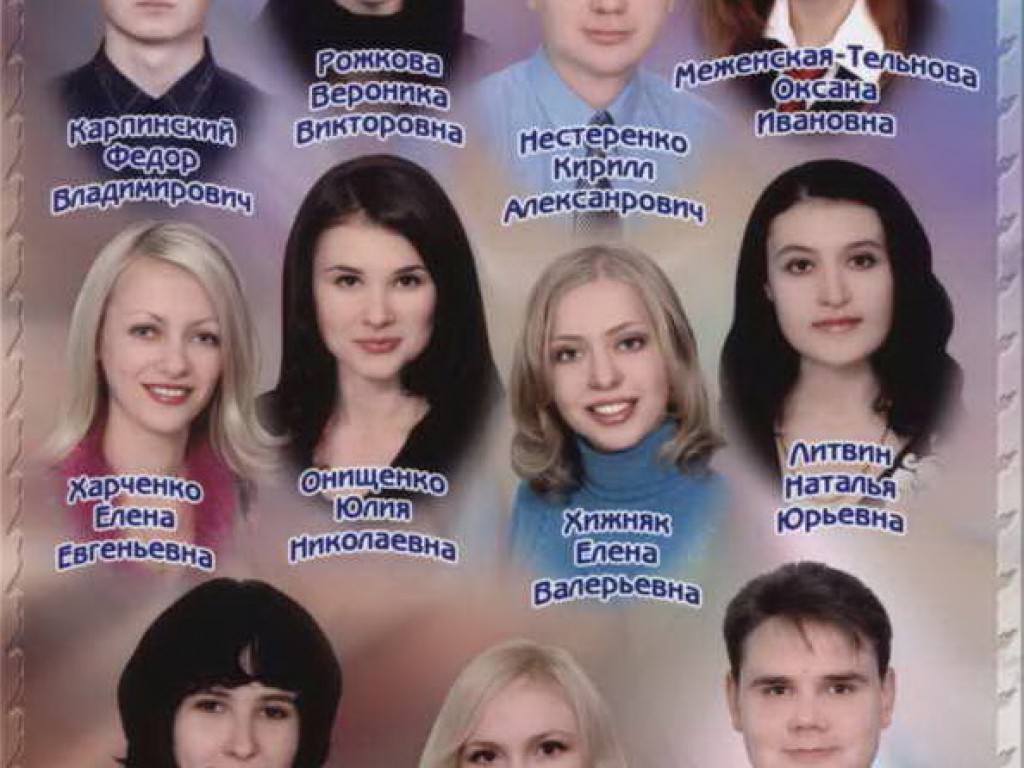 Карпинский
Федор
Владимирович
Рожкова
Вероника
Викторовна
Нестеренко
Кирилл
Алексанрович
Меженская-Тельнова
Оксана
Ивановна
Харченко
Елена
Евгеньевна
Онищенко
Юлия
Николаевна
Хижняк
Елена
Валерьевна
Литвин
Наталья
Юрьевна